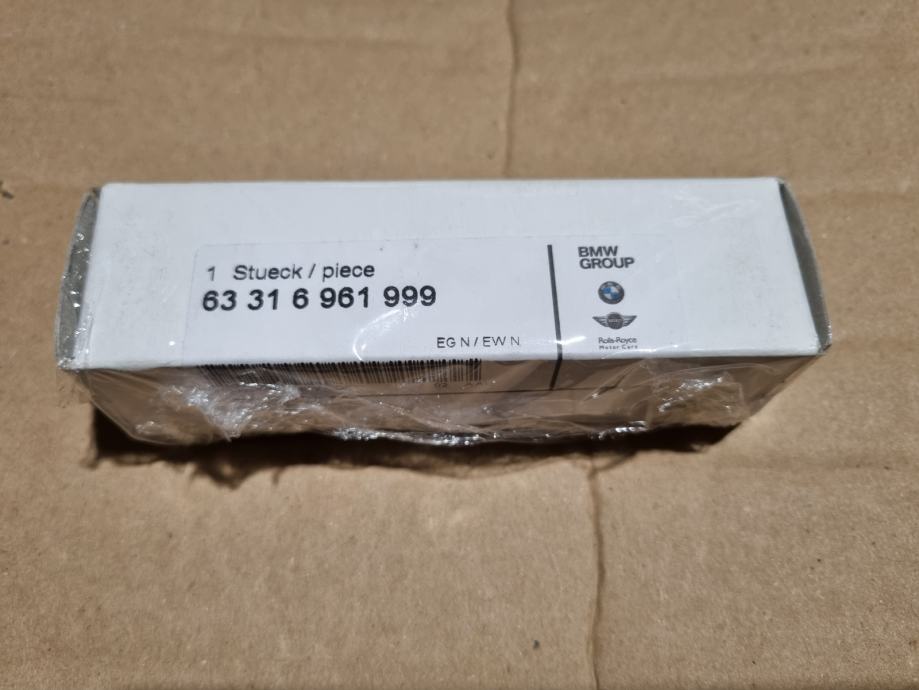 1 Stueck / piece
63 31 6 961 999
EG N / EW N
BMW
GROUP
Rolls-Royce
Motor Cars